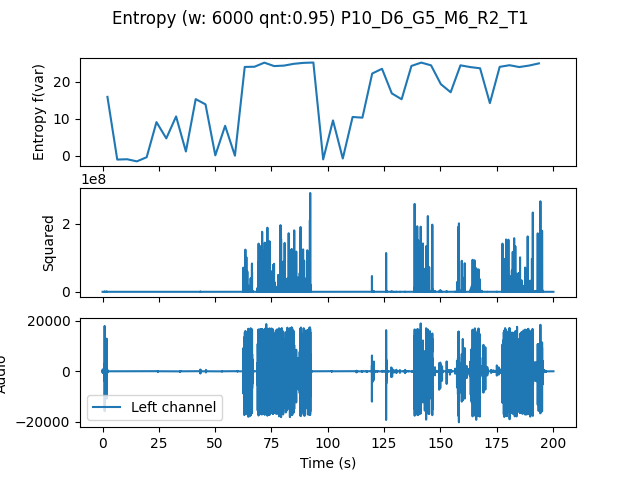 Entropy (w: 6000 qnt:0.95) P10_D6_G5_M6_R2_T1
Entropy f(var)
20
10
0
1e8
Squared
2
0
Audio
20000
0
−20000
Left channel
0 25 50 75 100 125 150 175 200
Time (s)